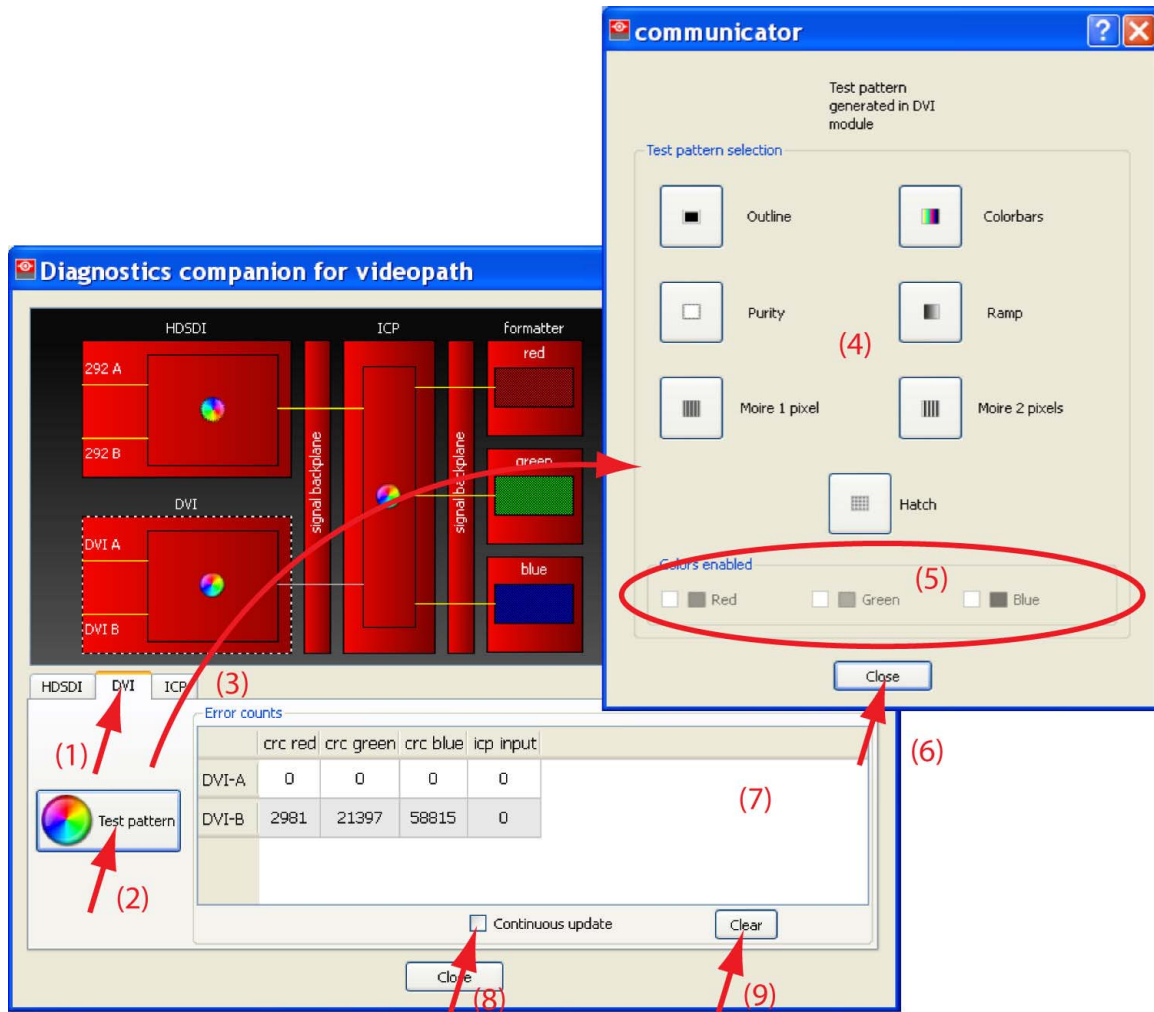 communicator
Test pattern
generated in DVI
module
Test pattern selection
Outline
Colorbars
Purity
Ramp
(4)
Moire 1 pixel
Moire 2 pixels
Hatch
Colors enabled
(5)
Red
Green
Blue
Close
(6)
Diagnostics companion for videopath
HDSDI
ICP
formatter
292 A
292 B
signal backplane
signal backplane
red
green
blue
DVI
DVI A
DVI B
HDSDI
DVI
ICP
(3)
(1)
Test pattern
(2)
Error counts
crc red crc green crc blue icp input
DVI-A 0 0 0 0
DVI-B 2981 21397 58815 0
(7)
Continuous update
Clear
Close
(8)
(9)